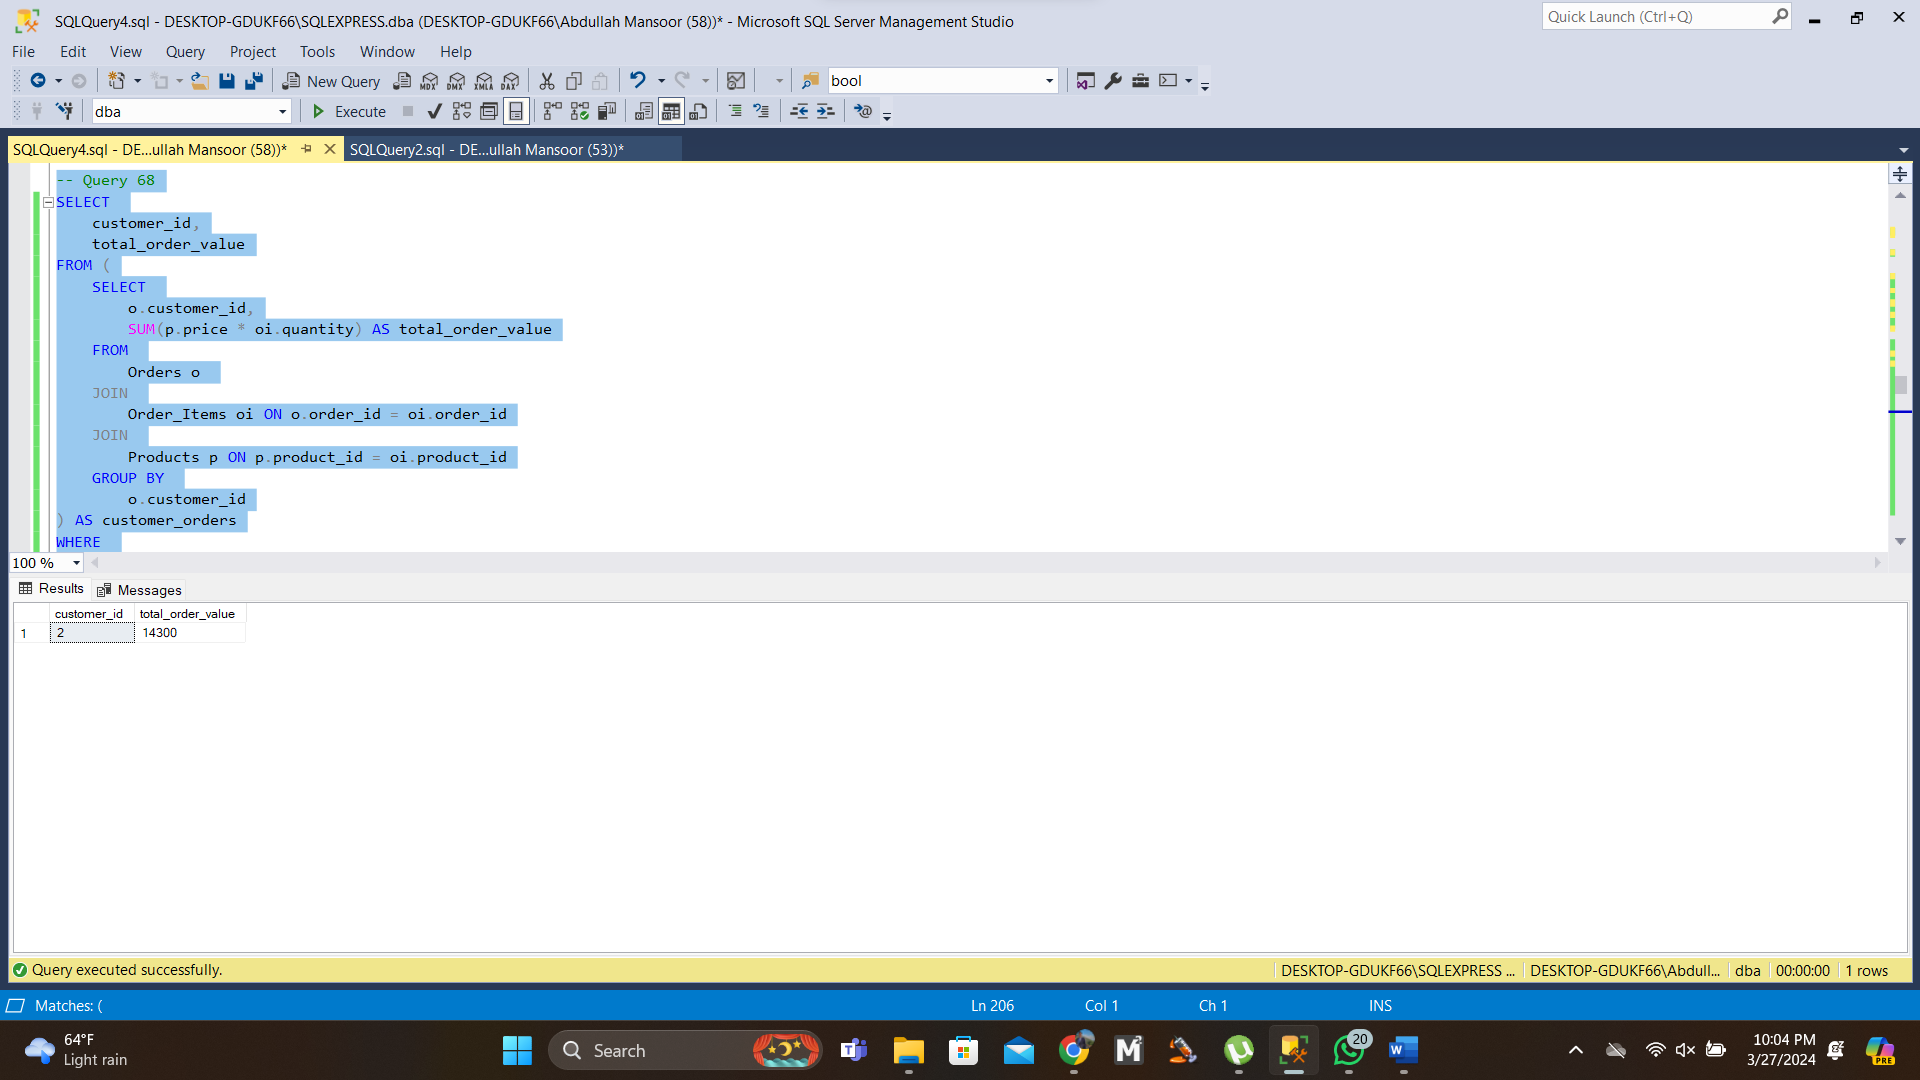 SQLQuery4.sql - DESKTOP-GDUKF66\SQLEXPRESS.dba (DESKTOP-GDUKF66\Abdullah Mansoor (58))* - Microsoft SQL Server Management Studio
Quick Launch (Ctrl+Q)
File Edit View Query Project Tools Window Help
New Query MDX DMX XMLA DAX bool
dba Execute
SQLQuery4.sql - DE...ullah Mansoor (58))* SQLQuery2.sql - DE...ullah Mansoor (53))*
-- Query 68
SELECT
customer_id,
total_order_value
FROM (
SELECT
o.customer_id,
SUM(p.price * oi.quantity) AS total_order_value
FROM
Orders o
JOIN
Order_Items oi ON o.order_id = oi.order_id
JOIN
Products p ON p.product_id = oi.product_id
GROUP BY
o.customer_id
) AS customer_orders
WHERE
100 %
Results Messages
customer_id total_order_value
1 2 14300
Query executed successfully. DESKTOP-GDUKF66\SQLEXPRESS ... DESKTOP-GDUKF66\Abdull... dba 00:00:00 1 rows
Matches: ( Ln 206 Col 1 Ch 1 INS
64°F
Light rain
Search
20
10:04 PM
3/27/2024
PRE